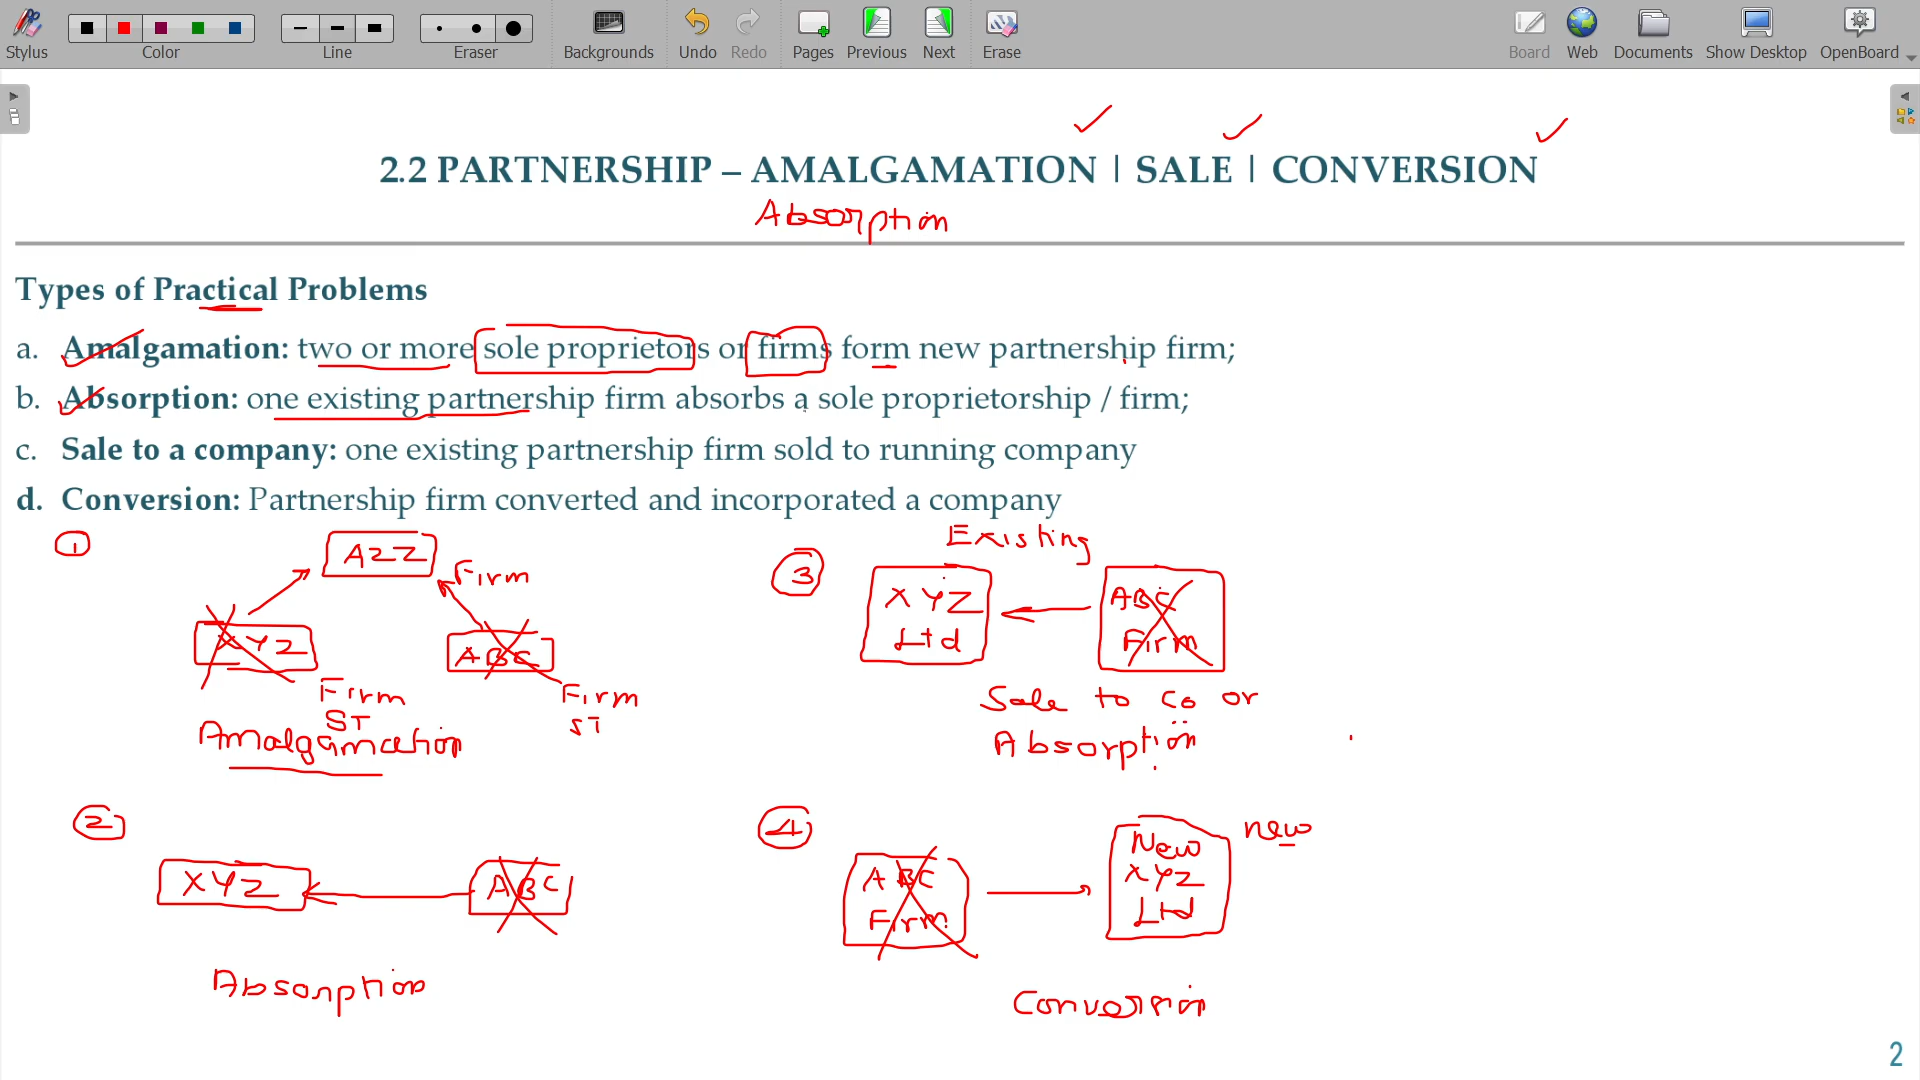 Stylus
Color
Line
Eraser
Backgrounds
Undo
Redo
Pages
Previous
Next
Erase
Board
Web
Documents
Show Desktop
OpenBoard
2.2 PARTNERSHIP – AMALGAMATION | SALE | CONVERSION
Absorption
Types of Practical Problems
a. Amalgamation: two or more sole proprietors or firms form new partnership firm;
b. Absorption: one existing partnership firm absorbs a sole proprietorship / firm;
c. Sale to a company: one existing partnership firm sold to running company
d. Conversion: Partnership firm converted and incorporated a company
1
AZZ
Firm
XYZ
ABC
Firm
ST
Firm
ST
Amalgamation
2
XYZ
ABC
Absorption
3
Existing
XYZ
Ltd
ABC
Firm
Sale to Co or
Absorption
4
ABC
Firm
New
XYZ
Ltd
new
Conversion
2